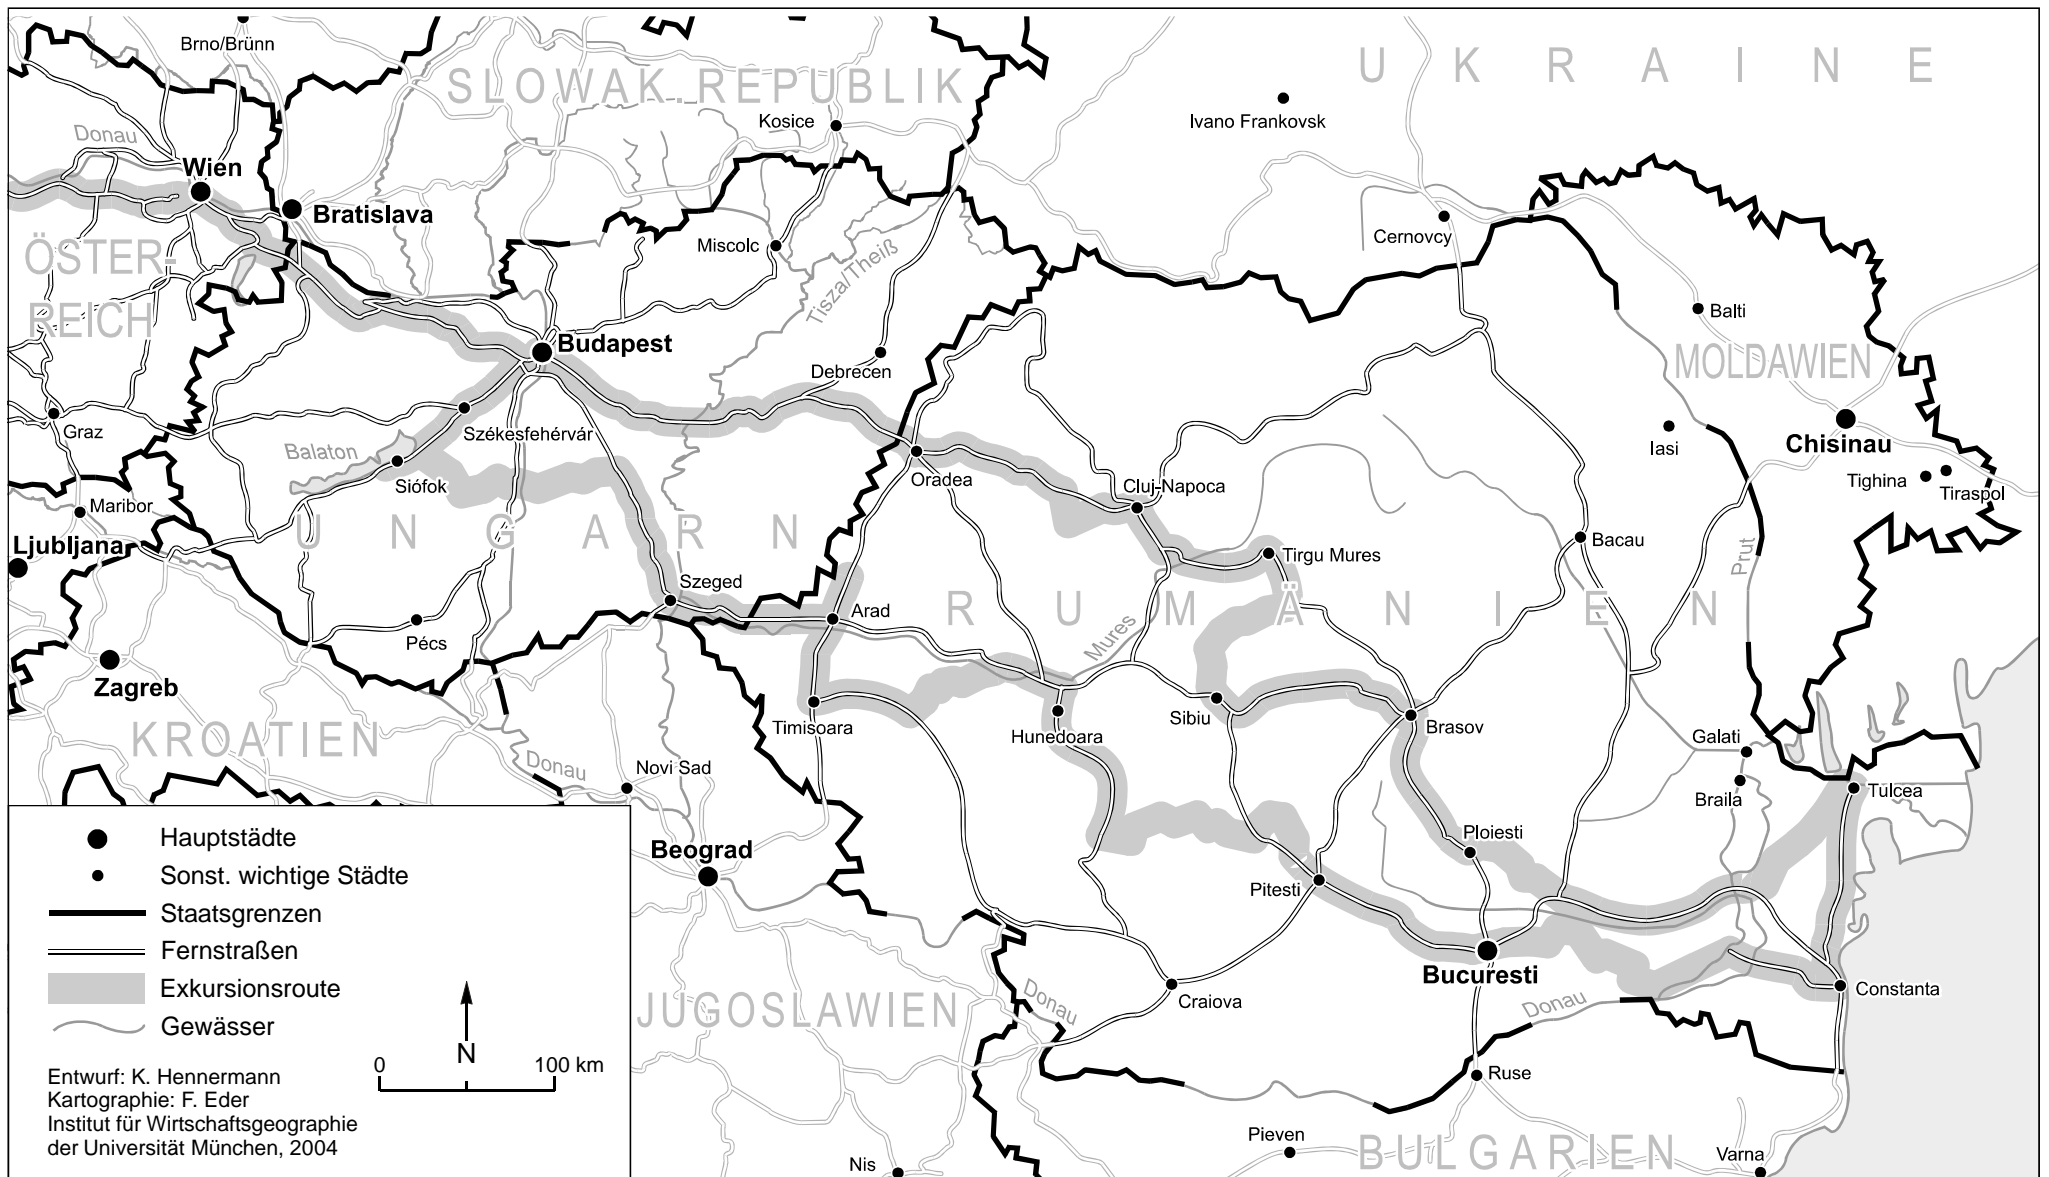 Brno/Brünn
SLOWAK. REPUBLIK
UKRAINE
Ivano Frankovsk
Kosice
Donau
Wien
Bratislava
Miscolc
Cernovcy
ÖSTER-
REICH
Tisza/Theiß
Balti
Budapest
Debrecen
MOLDAWIEN
Graz
Székesfehérvár
Balaton
Iasi
Chisinau
Siófok
Oradea
Cluj-Napoca
Tighina
Tiraspol
Maribor
UNGARN
Ljubljana
Bacau
Tirgu Mures
Prut
Szeged
Arad
RUMÄNIEN
Pécs
Mures
Zagreb
Timisoara
Hunedoara
Sibiu
Brasov
KROATIEN
Galati
Donau
Novi Sad
Braila
Tulcea
Ploiesti
Beograd
Pitesti
Bucuresti
Craiova
Constanta
JUGOSLAWIEN
Donau
Donau
Ruse
Pieven
BULGARIEN
Varna
Nis
Hauptstädte
Sonst. wichtige Städte
Staatsgrenzen
Fernstraßen
Exkursionsroute
Gewässer
N
0 100 km
Entwurf: K. Hennermann
Kartographie: F. Eder
Institut für Wirtschaftsgeographie
der Universität München, 2004